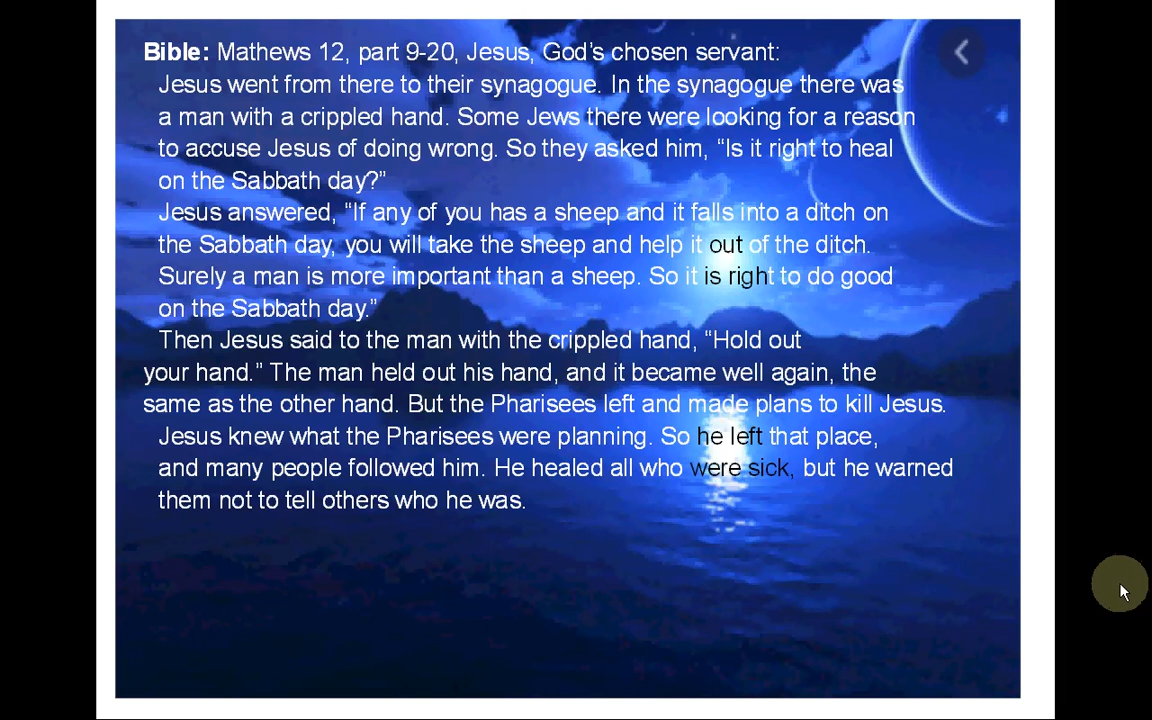 Bible: Mathews 12, part 9-20, Jesus, God's chosen servant:
Jesus went from there to their synagogue. In the synagogue there was
a man with a crippled hand. Some Jews there were looking for a reason
to accuse Jesus of doing wrong. So they asked him, “Is it right to heal
on the Sabbath day?”
Jesus answered, “If any of you has a sheep and it falls into a ditch on
the Sabbath day, you will take the sheep and help it out of the ditch.
Surely a man is more important than a sheep. So it is right to do good
on the Sabbath day.”
Then Jesus said to the man with the crippled hand, “Hold out
your hand.” The man held out his hand, and it became well again, the
same as the other hand. But the Pharisees left and made plans to kill Jesus.
Jesus knew what the Pharisees were planning. So he left that place,
and many people followed him. He healed all who were sick, but he warned
them not to tell others who he was.